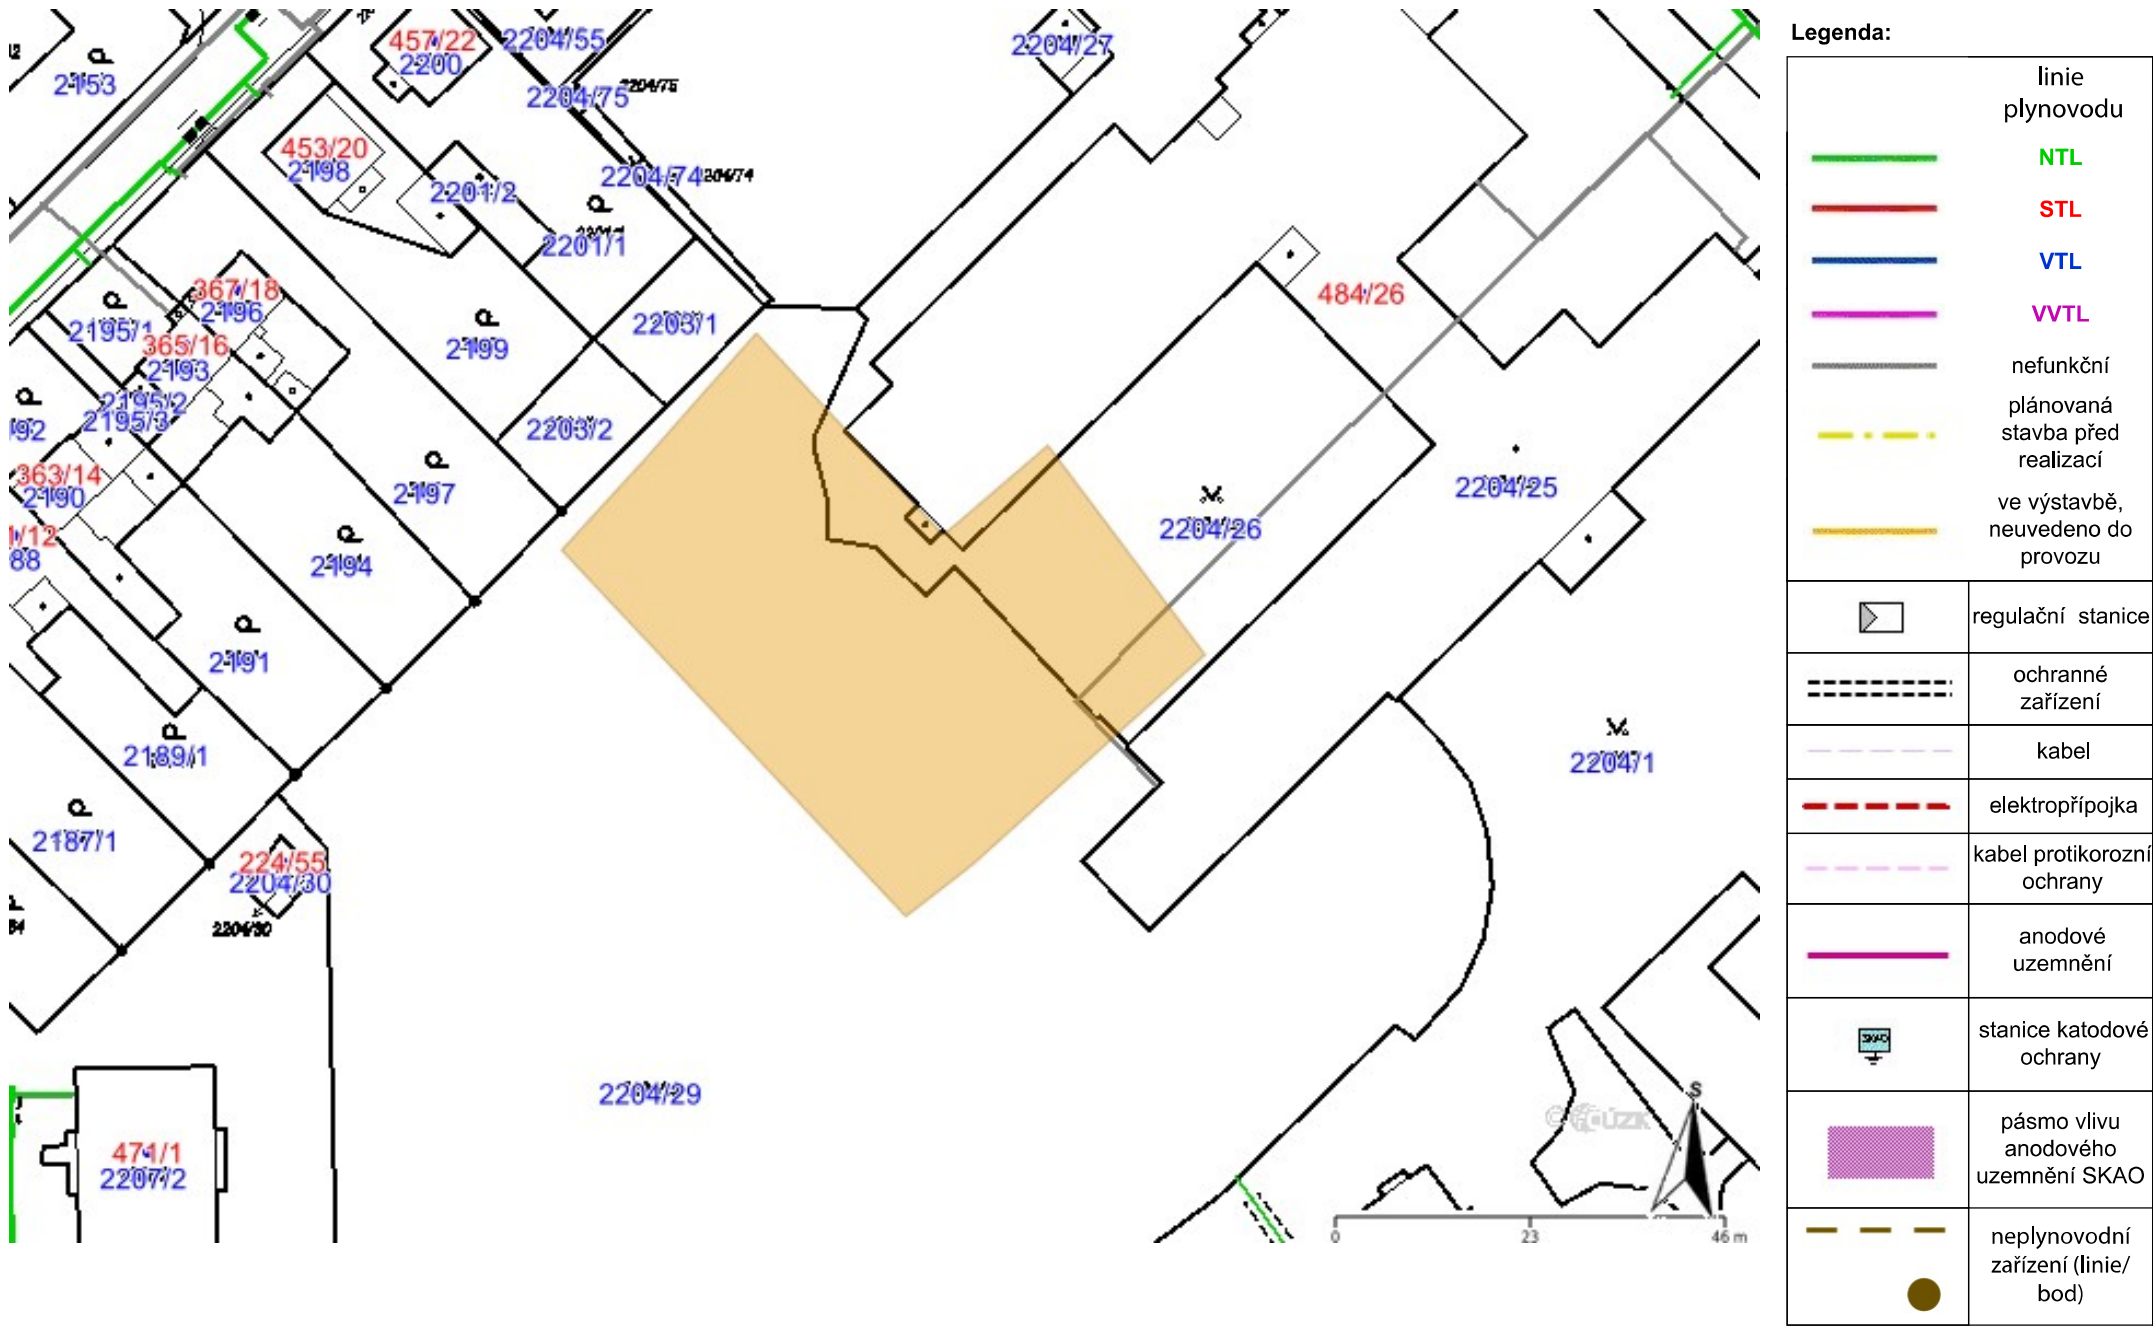 457/22
2200
2204/55
2204/27
2153
2204/75
2204/75
453/20
2198
2201/2
2204/74
2204/74
2201/1
484/26
367/18
2196
2195/1
365/16
2193
2195/2
2195/3
2199
2203/1
2203/2
363/14
2190
2197
2194
2204/25
2204/26
88
2191
2189/1
2204/1
2187/1
224/55
2204/30
2204/30
2204/29
471/1
2207/2
S
0
23
46 m
Legenda:
linie
plynovodu
NTL
STL
VTL
VVTL
nefunkční
plánovaná
stavba před
realizací
ve výstavbě,
neuvedeno do
provozu
regulační stanice
ochranné
zařízení
kabel
elektropřípojka
kabel protikorozní
ochrany
anodové
uzemnění
SKAO
stanice katodové
ochrany
pásmo vlivu
anodového
uzemnění SKAO
neplynovodní
zařízení (linie/
bod)